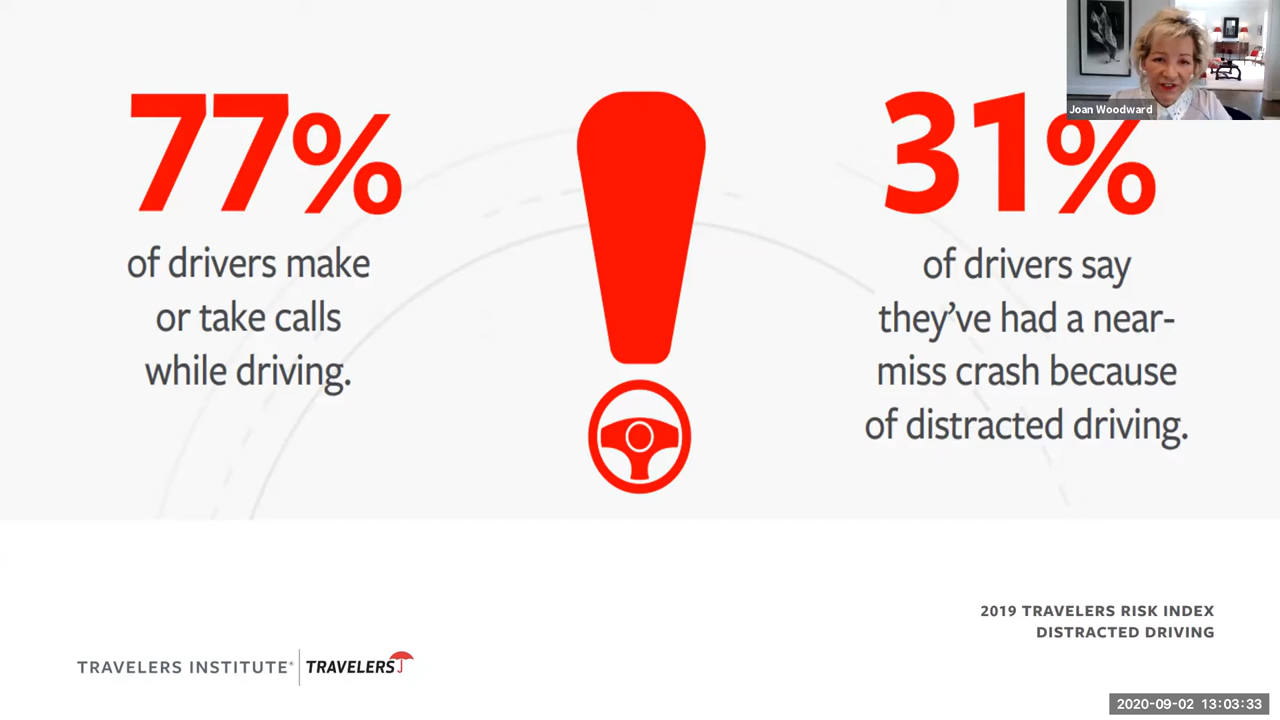 77%
of drivers make
or take calls
while driving.
31%
of drivers say
they've had a near-
miss crash because
of distracted driving.
Joan Woodward
2019 TRAVELERS RISK INDEX
DISTRACTED DRIVING
TRAVELERS INSTITUTE® TRAVELERS
2020-09-02 13:03:33